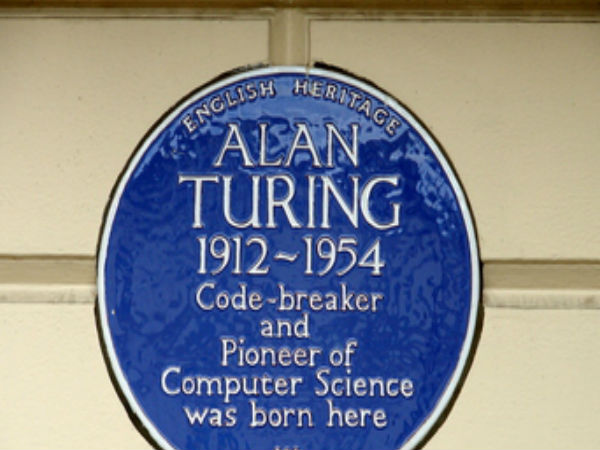 ENGLISH HERITAGE
ALAN
TURING
1912~1954
Code-breaker
and
Pioneer of
Computer Science
was born here